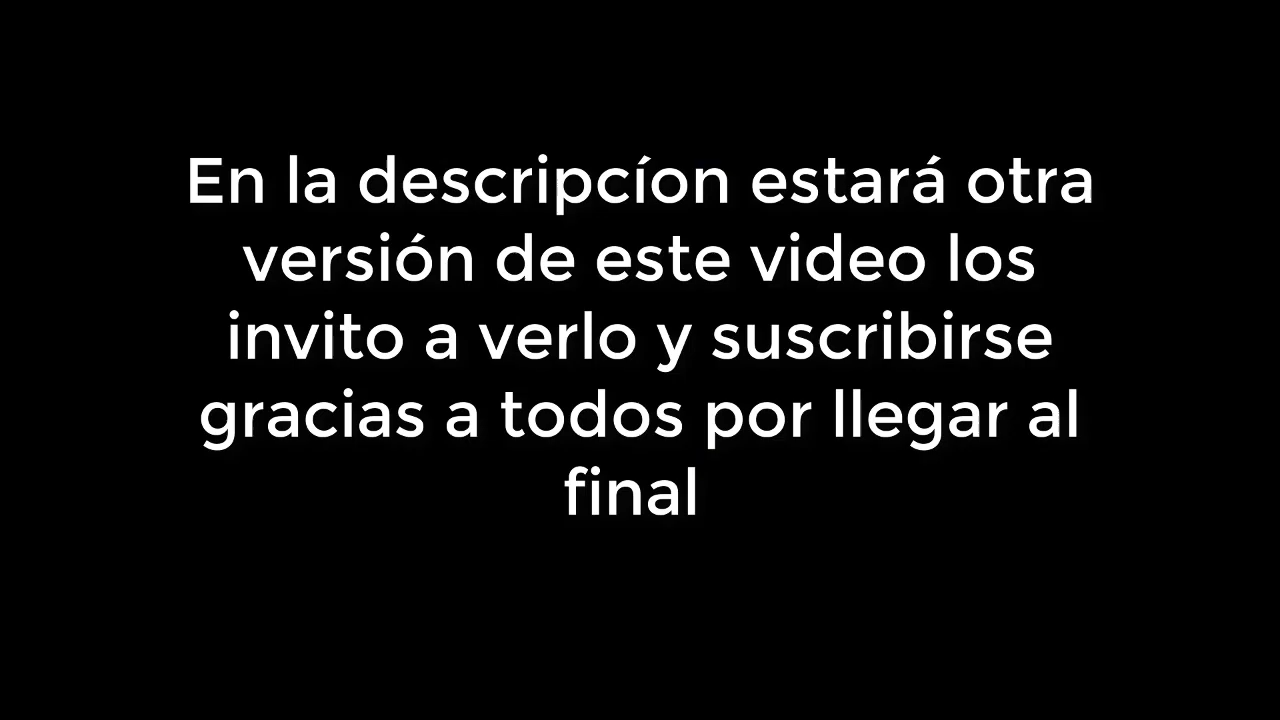 En la descripcíon estará otra
versión de este video los
invito a verlo y suscribirse
gracias a todos por llegar al
final